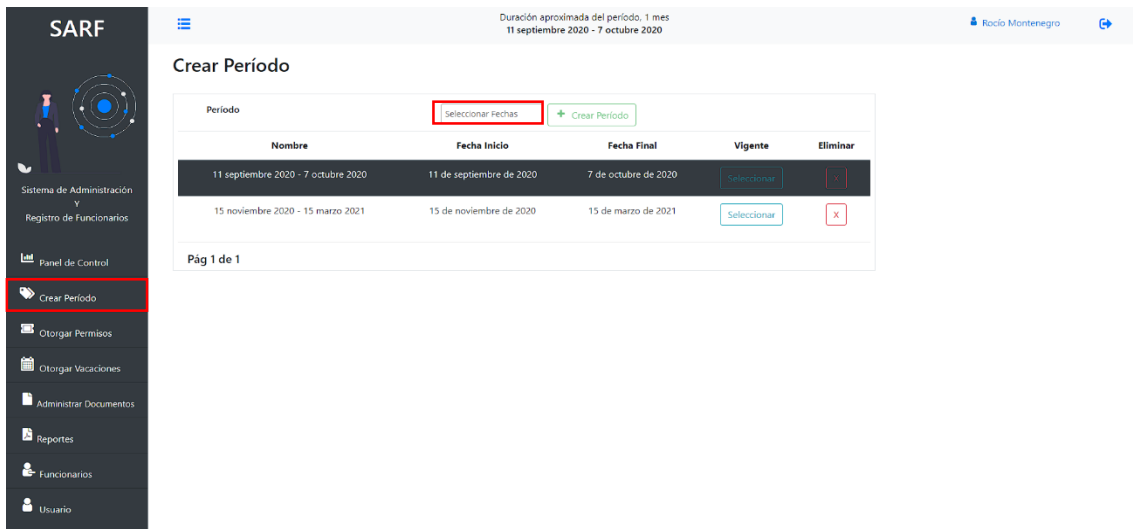 SARF
Duración aproximada del período, 1 mes
11 septiembre 2020 - 7 octubre 2020
Rocío Montenegro
Crear Período
Período
Seleccionar Fechas
+ Crear Período
Nombre Fecha Inicio Fecha Final Vigente Eliminar
11 septiembre 2020 - 7 octubre 2020 11 de septiembre de 2020 7 de octubre de 2020 Seleccionar X
15 noviembre 2020 - 15 marzo 2021 15 de noviembre de 2020 15 de marzo de 2021 Seleccionar X
Pág 1 de 1
Sistema de Administración
Y
Registro de Funcionarios
Panel de Control
Crear Período
Otorgar Permisos
Otorgar Vacaciones
Administrar Documentos
Reportes
Funcionarios
Usuario